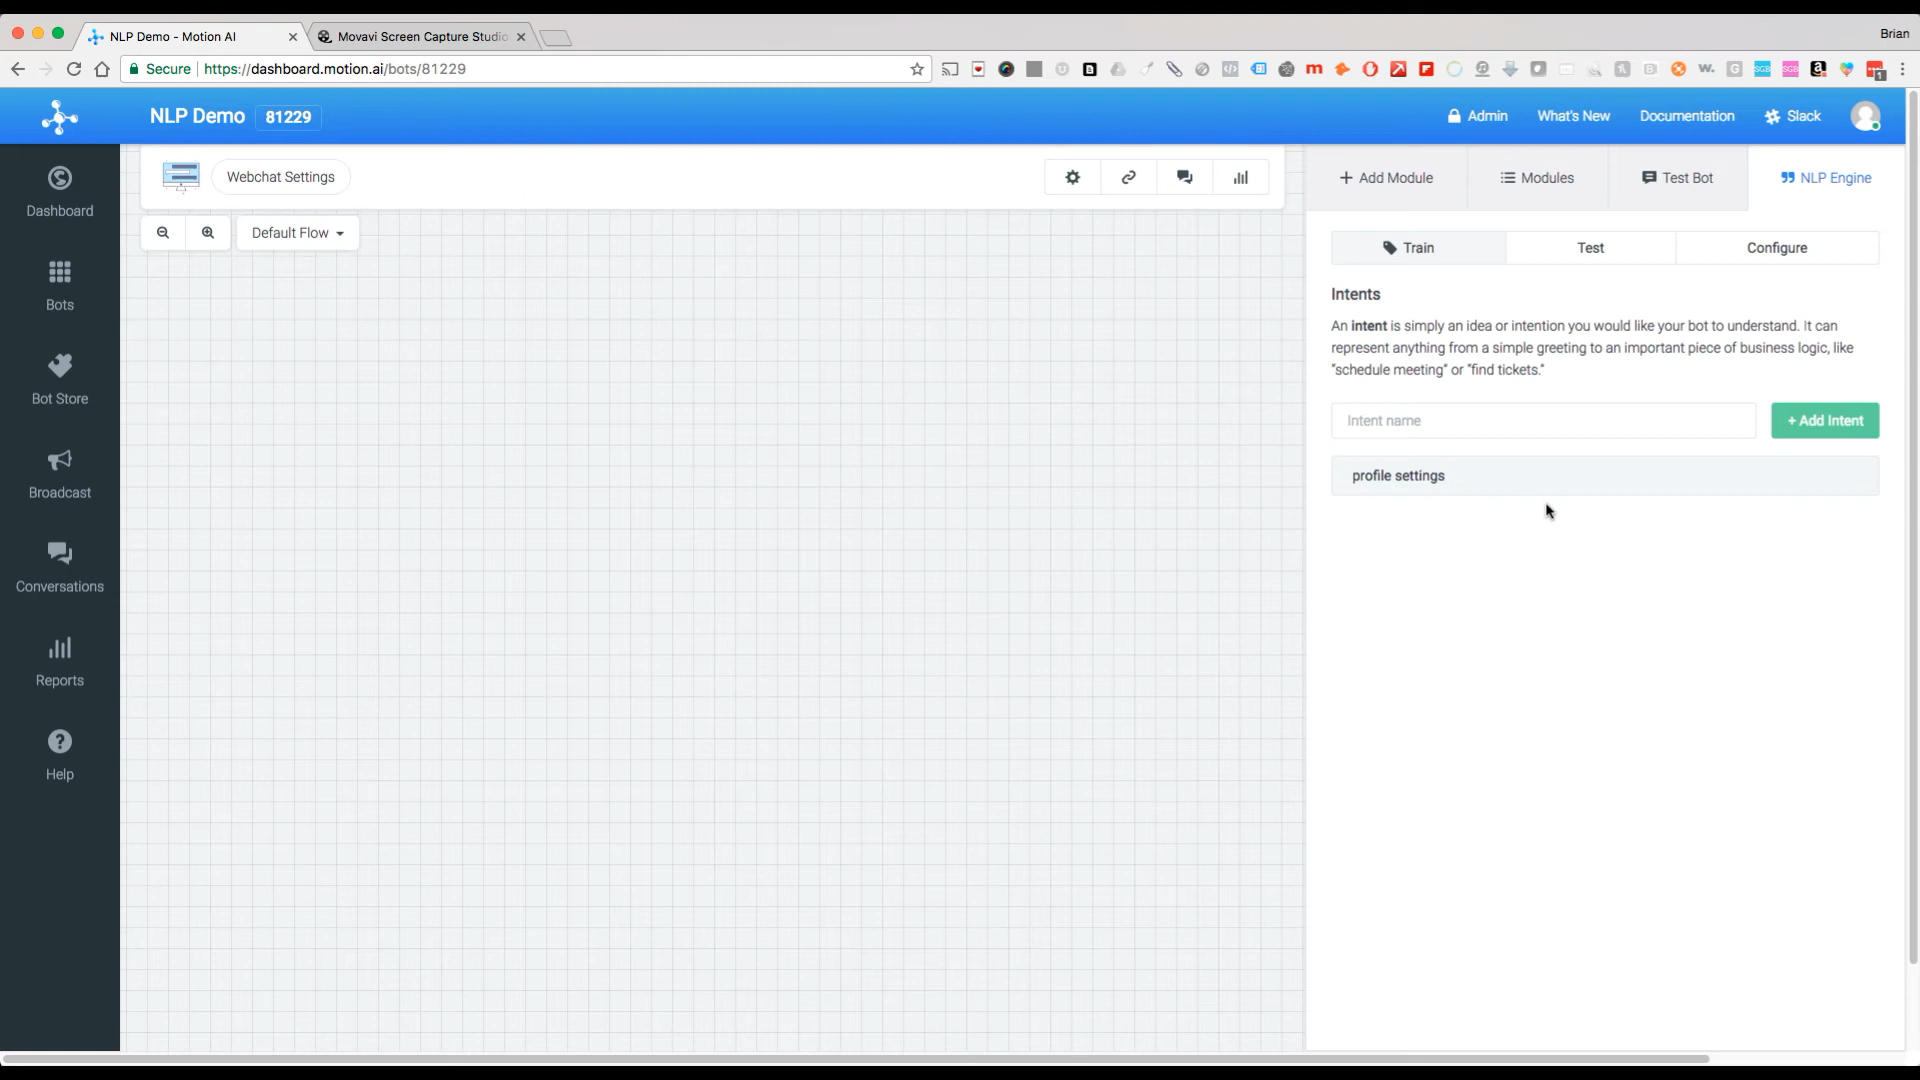 NLP Demo - Motion AI
Movavi Screen Capture Studio
Brian
Secure
https://dashboard.motion.ai/bots/81229
NLP Demo
81229
Admin
What's New
Documentation
Slack
Dashboard
Bots
Bot Store
Broadcast
Conversations
Reports
Help
Webchat Settings
Default Flow
Add Module
Modules
Test Bot
NLP Engine
Train
Test
Configure
Intents
An intent is simply an idea or intention you would like your bot to understand. It can
represent anything from a simple greeting to an important piece of business logic, like
"schedule meeting" or "find tickets."
Intent name
+ Add Intent
profile settings